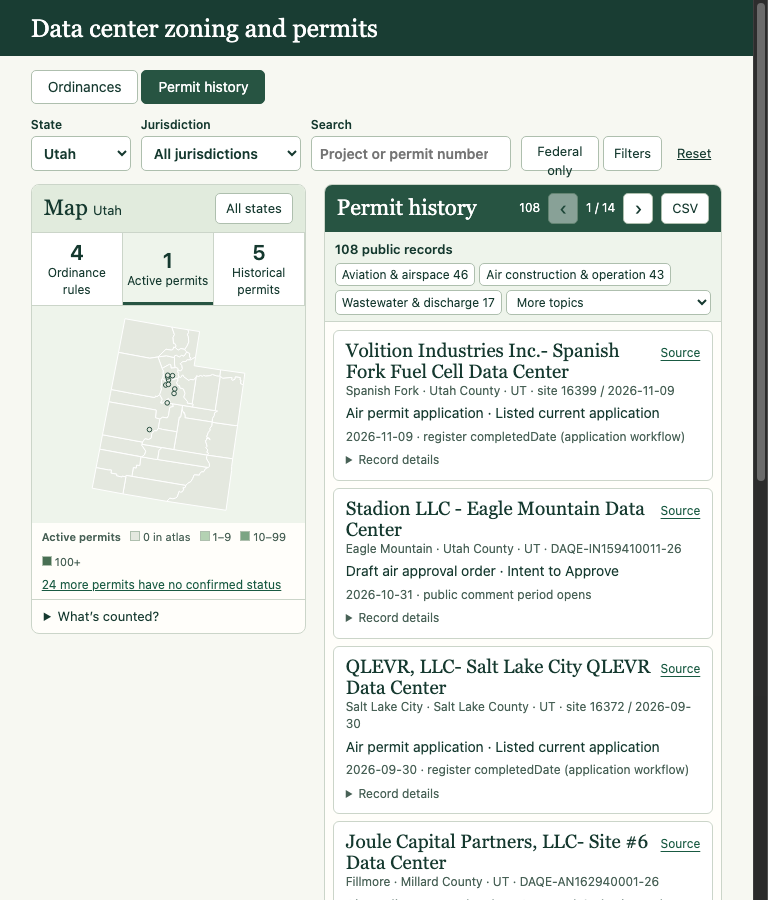 Data center zoning and permits
Ordinances
Permit history
State
Jurisdiction
Search
Utah
All jurisdictions
Project or permit number
Federal
only
Filters
Reset
Map Utah
All states
4
Ordinance
rules
1
Active permits
5
Historical
permits
Active permits 0 in atlas 1–9 10–99
100+
24 more permits have no confirmed status
What's counted?
Permit history
108
‹
1 / 14
›
CSV
108 public records
Aviation & airspace 46
Air construction & operation 43
Wastewater & discharge 17
More topics
Volition Industries Inc.- Spanish
Fork Fuel Cell Data Center
Source
Spanish Fork · Utah County · UT · site 16399 / 2026-11-09
Air permit application · Listed current application
2026-11-09 · register completedDate (application workflow)
Record details
Stadion LLC - Eagle Mountain Data
Center
Source
Eagle Mountain · Utah County · UT · DAQE-IN159410011-26
Draft air approval order · Intent to Approve
2026-10-31 · public comment period opens
Record details
QLEVR, LLC- Salt Lake City QLEVR
Data Center
Source
Salt Lake City · Salt Lake County · UT · site 16372 / 2026-09-
30
Air permit application · Listed current application
2026-09-30 · register completedDate (application workflow)
Record details
Joule Capital Partners, LLC- Site #6
Data Center
Source
Fillmore · Millard County · UT · DAQE-AN162940001-26